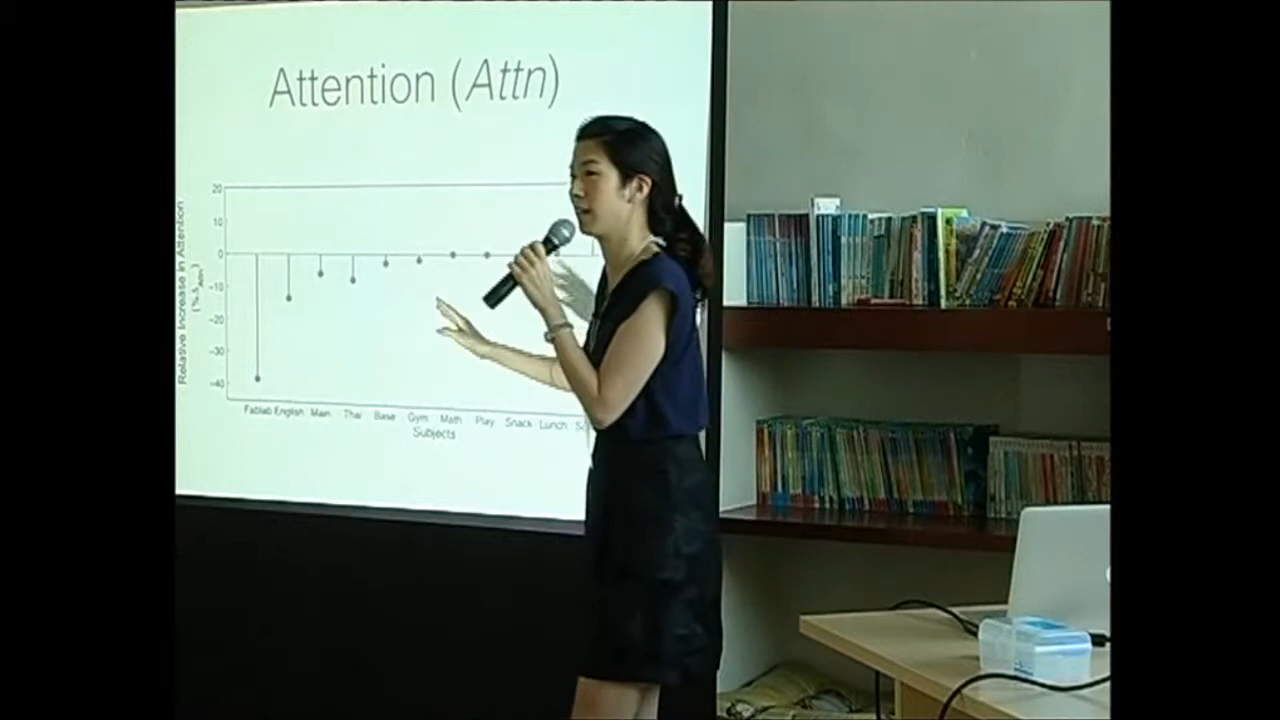 Attention (Attn)
20
10
0
-10
-20
-30
-40
Relative Increase in Attention
(% Δ Attn)
Fablab English Main Thai Base Gym Math Play Snack Lunch
Subjects